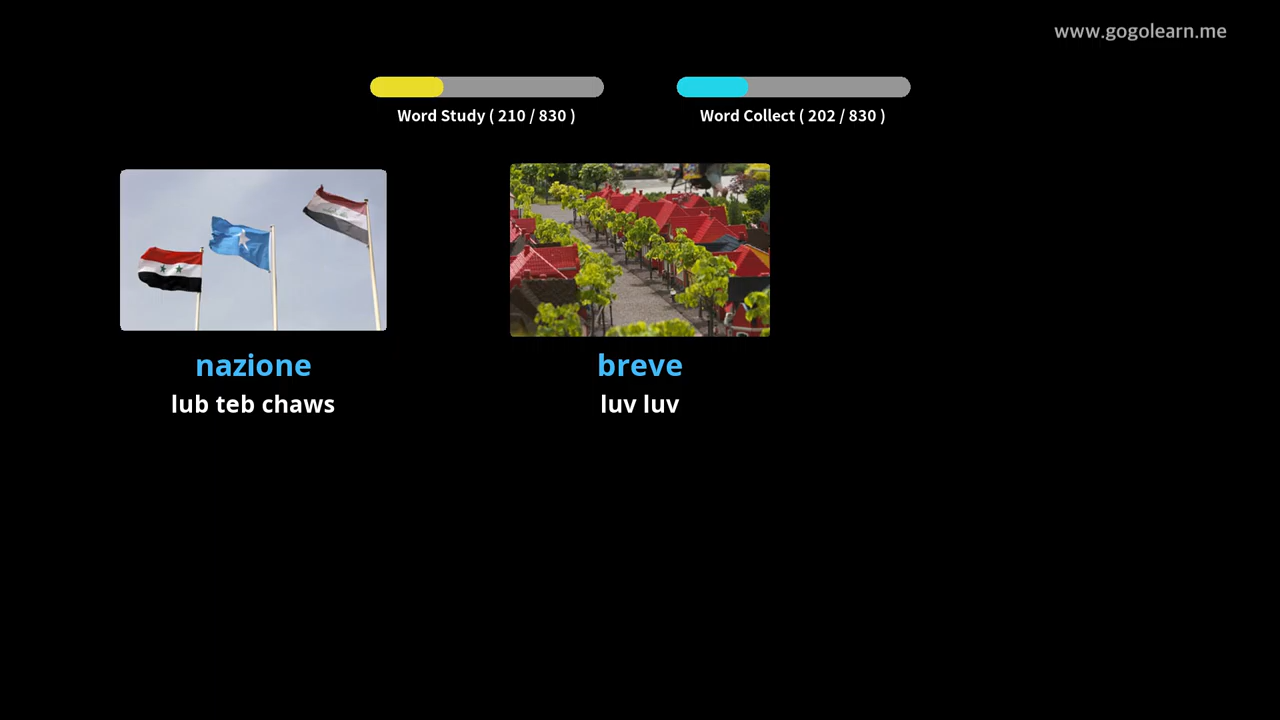 www.gogolearn.me
Word Study ( 210 / 830 )
Word Collect ( 202 / 830 )
nazione
lub teb chaws
breve
luv luv